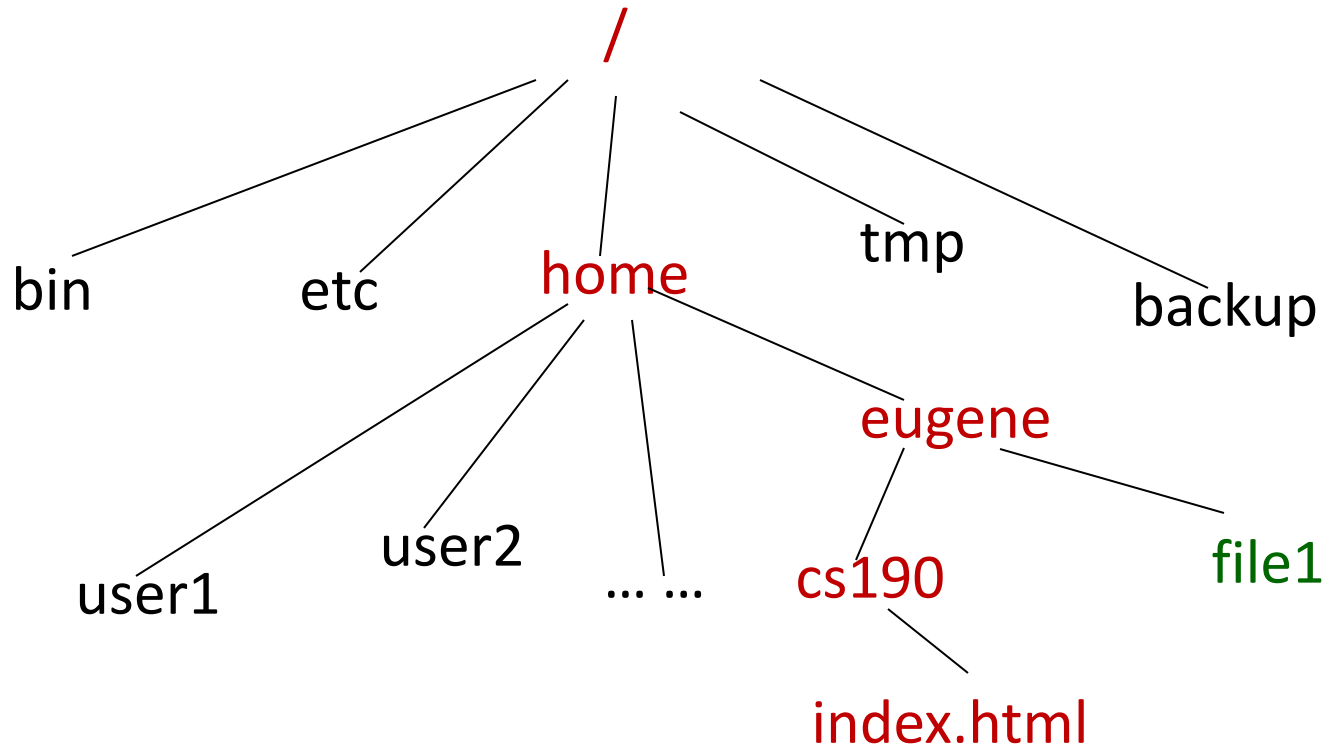 /
bin
etc
home
tmp
backup
eugene
user1
user2
... ...
cs190
file1
index.html